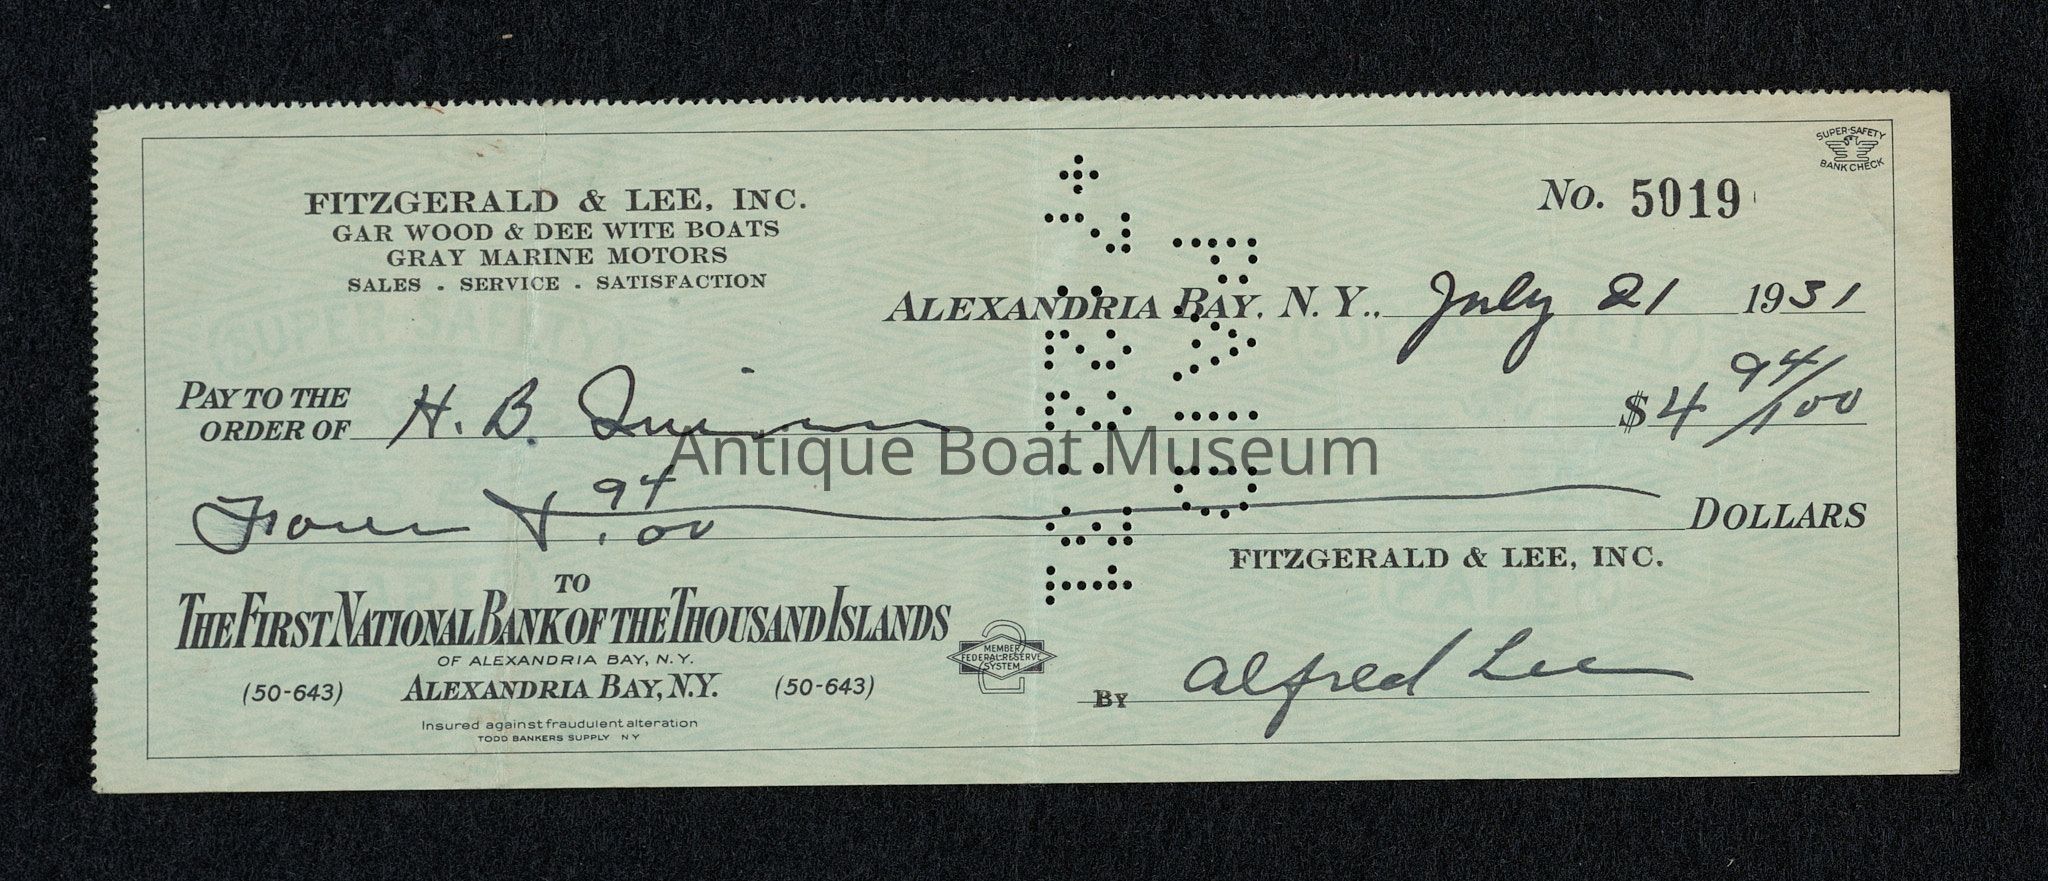 SUPER-SAFETY
BANK CHECK
FITZGERALD & LEE, INC.
GAR WOOD & DEE WITE BOATS
GRAY MARINE MOTORS
SALES . SERVICE . SATISFACTION
No. 5019
ALEXANDRIA BAY, N. Y., July 21 1931
PAY TO THE
ORDER OF H. B. $4 94/100
Antique Boat Museum
Four & 94/00 DOLLARS
FITZGERALD & LEE, INC.
TO
THE FIRST NATIONAL BANK OF THE THOUSAND ISLANDS
OF ALEXANDRIA BAY, N.Y.
(50-643) ALEXANDRIA BAY, N.Y. (50-643)
MEMBER
FEDERAL RESERVE
SYSTEM
BY Alfred Lee
Insured against fraudulent alteration
TODD BANKERS SUPPLY N Y
PAID